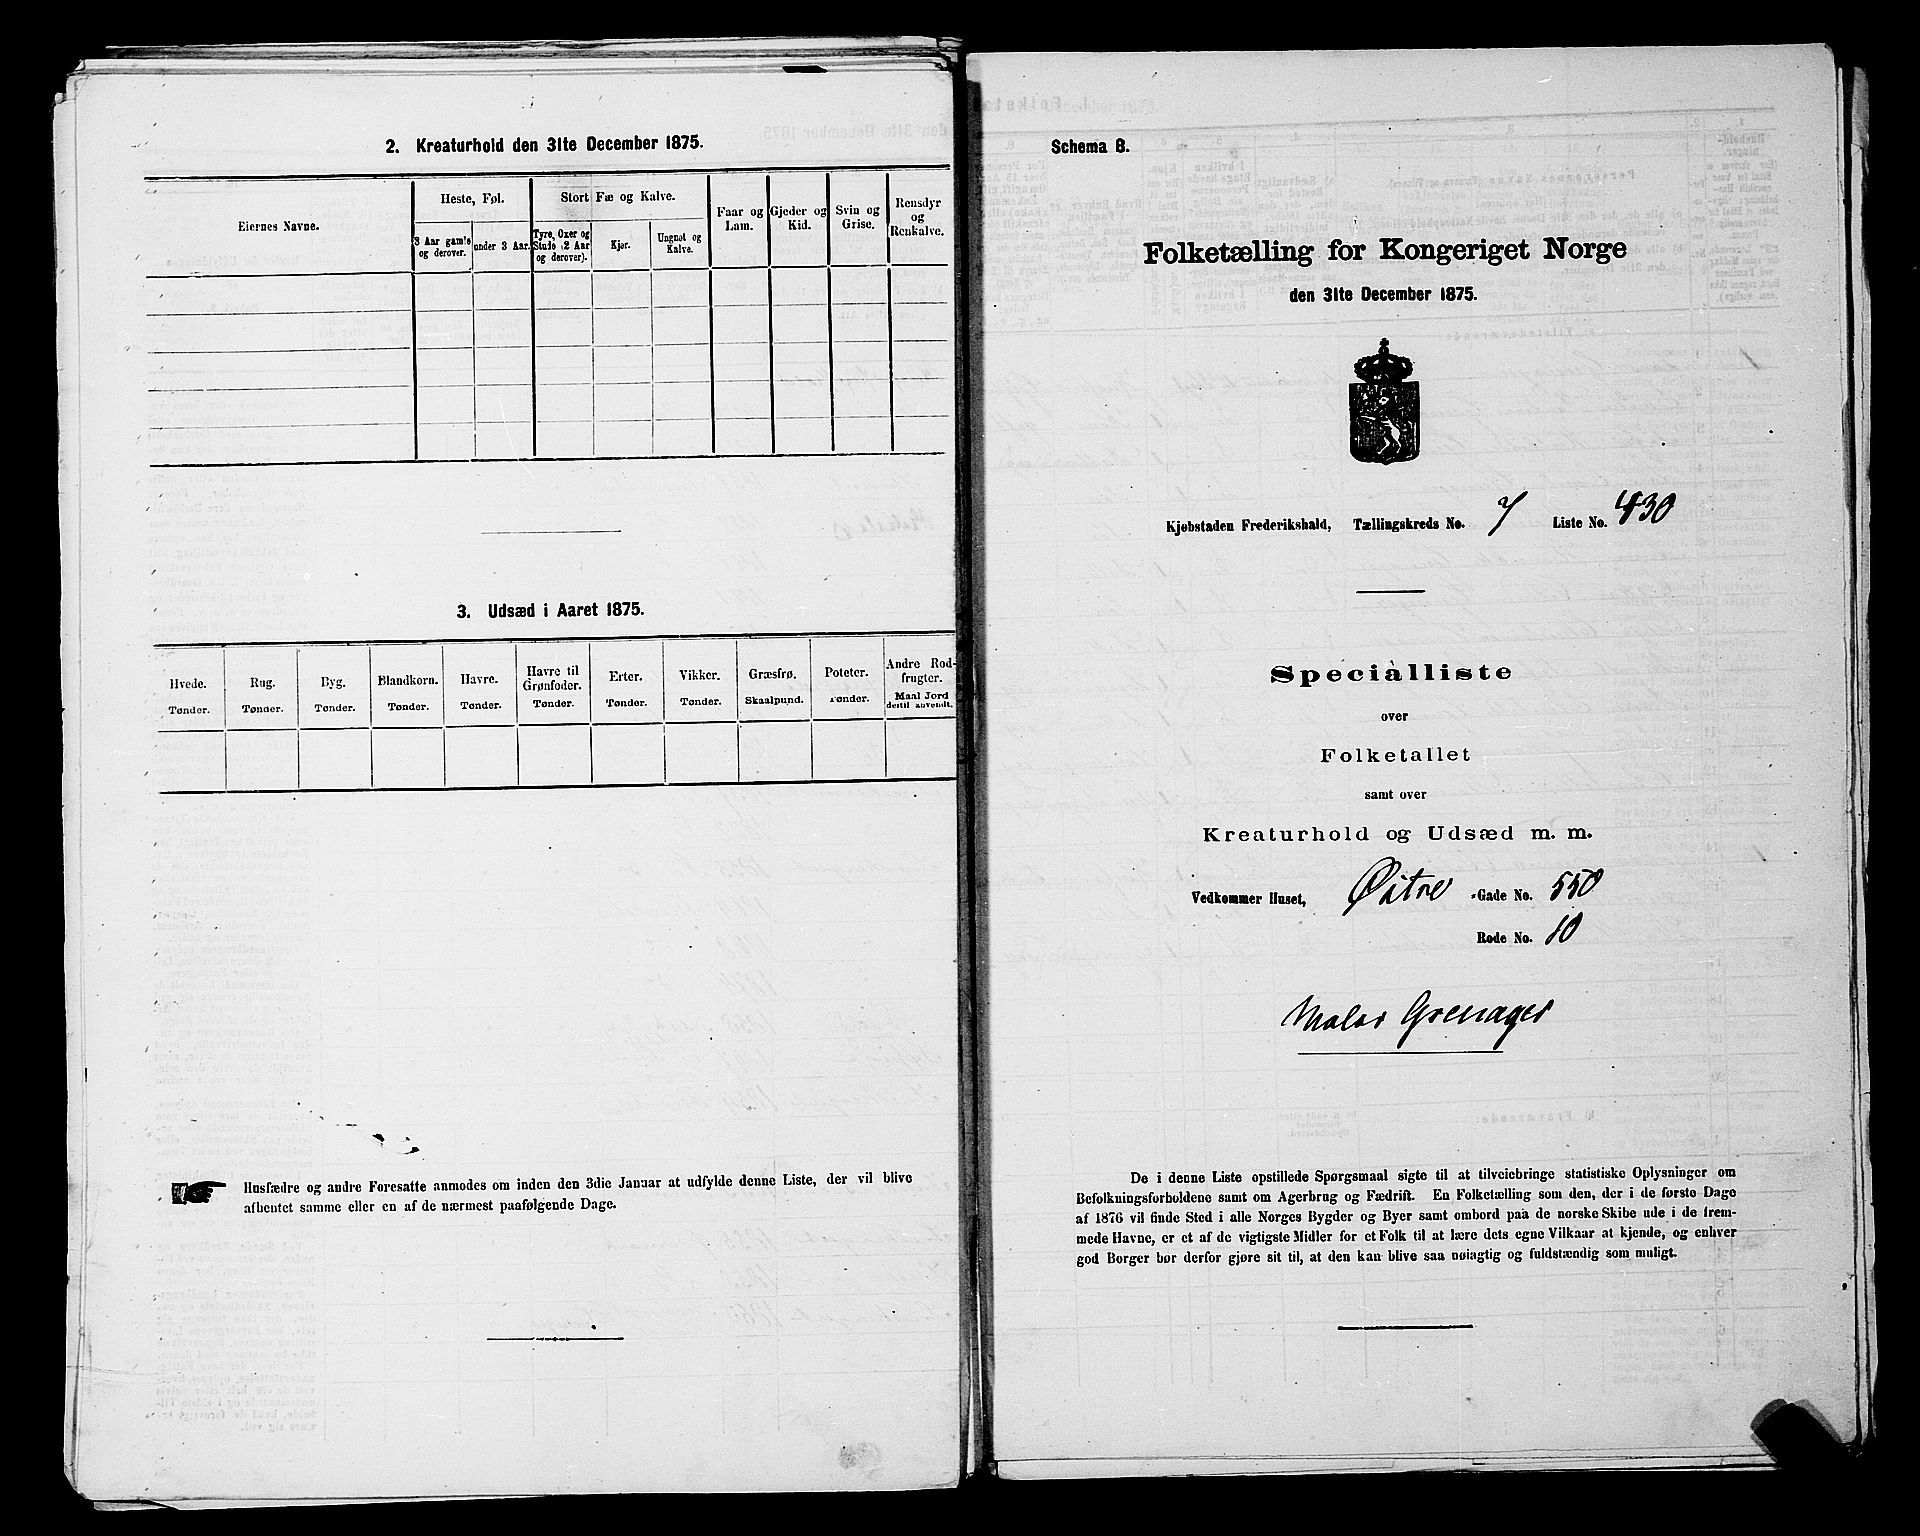 2. Kreaturhold den 31te December 1875.
Eiernes Navne.
Heste, Føl.
Stort Fæ og Kalve.
Faar og Lam.
Gjeder og Kid.
Svin og Grise.
Rensdyr og Renkalve.
3 Aar gamle og derover.
under 3 Aar.
Tyre, Oxer og Stude (2 Aar og derover).
Kjør.
Ungnøt og Kalve.
3. Udsæd i Aaret 1875.
Hvede. Tønder.
Rug. Tønder.
Byg. Tønder.
Blandkorn. Tønder.
Havre. Tønder.
Havre til Grønfoder. Tønder.
Erter. Tønder.
Vikker. Tønder.
Græsfrø. Skaalpund.
Poteter. Tønder.
Andre Rodfrugter. Maal Jord dertil anvendt.
Husfædre og andre Foresatte anmodes om inden den 3die Januar at udfylde denne Liste, der vil blive
afhentet samme eller en af de nærmest paafølgende Dage.
Schema 8.
Folketælling for Kongeriget Norge
den 31te December 1875.
Kjøbstaden Frederikshald, Tællingskreds No. 7 Liste No. 430
Specialliste
over
Folketallet
samt over
Kreaturhold og Udsæd m. m.
Vedkommer Huset, Østre -Gade No. 550
Rode No. 10
Maler Grenager
De i denne Liste opstillede Spørgsmaal sigte til at tilveiebringe statistiske Oplysninger om
Befolkningsforholdene samt om Agerbrug og Fædrift. En Folketælling som den, der i de første Dage
af 1876 vil finde Sted i alle Norges Bygder og Byer samt ombord paa de norske Skibe ude i de frem-
mede Havne, er et af de vigtigste Midler for et Folk til at lære dets egne Vilkaar at kjende, og enhver
god Borger bør derfor gjøre sit til, at den kan blive saa nøiagtig og fuldstændig som muligt.